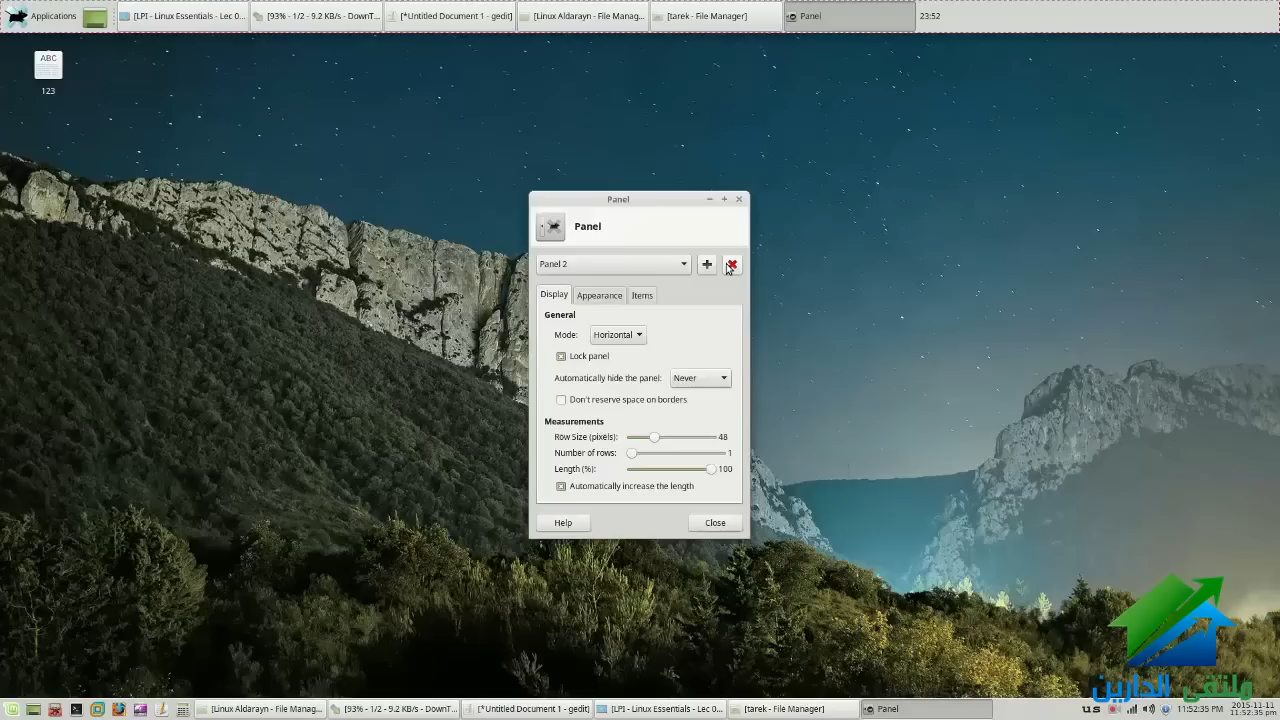 Applications
[LPI - Linux Essentials - Lec 0...
[93% - 1/2 - 9.2 KB/s - DownT...
[*Untitled Document 1 - gedit]
[Linux Aldarayn - File Manag...
[tarek - File Manager]
Panel
23:52
ABC
123
Panel
Panel
Panel 2
Display
Appearance
Items
General
Mode:
Horizontal
Lock panel
Automatically hide the panel:
Never
Don't reserve space on borders
Measurements
Row Size (pixels):
48
Number of rows:
1
Length (%):
100
Automatically increase the length
Help
Close
ملتقى الدارين
[Linux Aldarayn - File Manag...
[93% - 1/2 - 9.2 KB/s - DownT...
[*Untitled Document 1 - gedit]
[LPI - Linux Essentials - Lec 0...
[tarek - File Manager]
Panel
us
11:52:35 PM
2015-11-11
11:52:35 pm